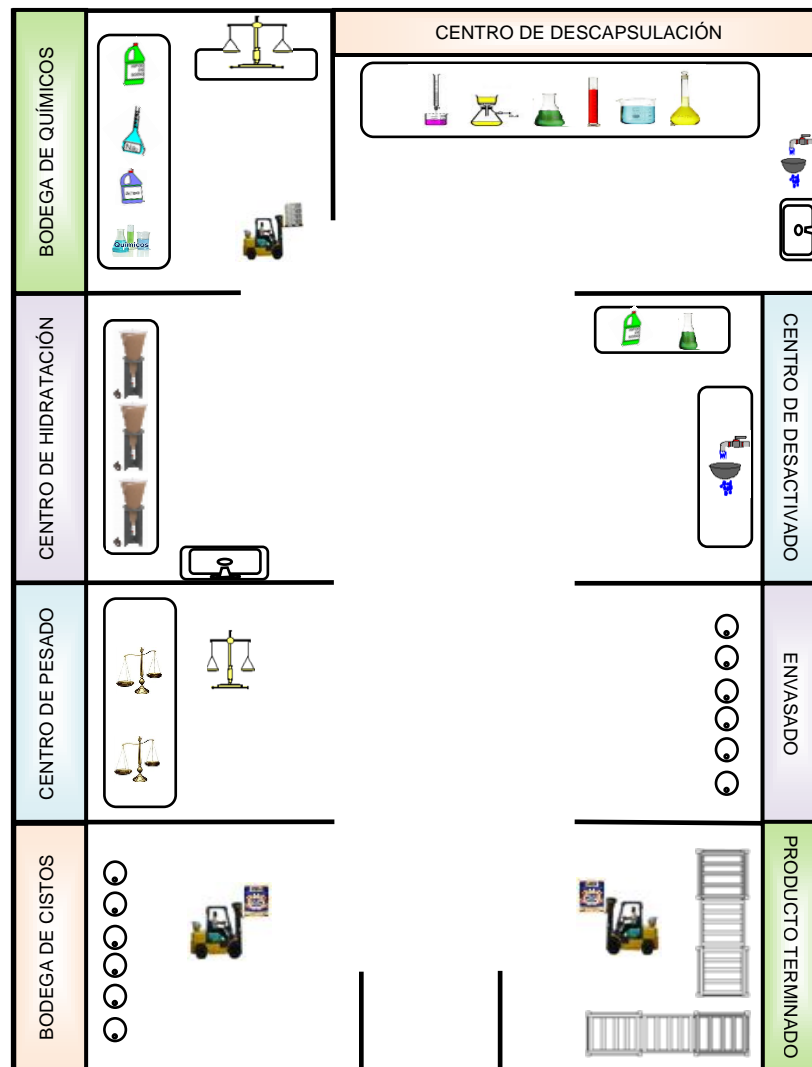 CENTRO DE DESCAPSULACIÓN
BODEGA DE QUÍMICOS
Químicos
CENTRO DE HIDRATACIÓN
CENTRO DE DESACTIVADO
CENTRO DE PESADO
ENVASADO
BODEGA DE CISTOS
PRODUCTO TERMINADO